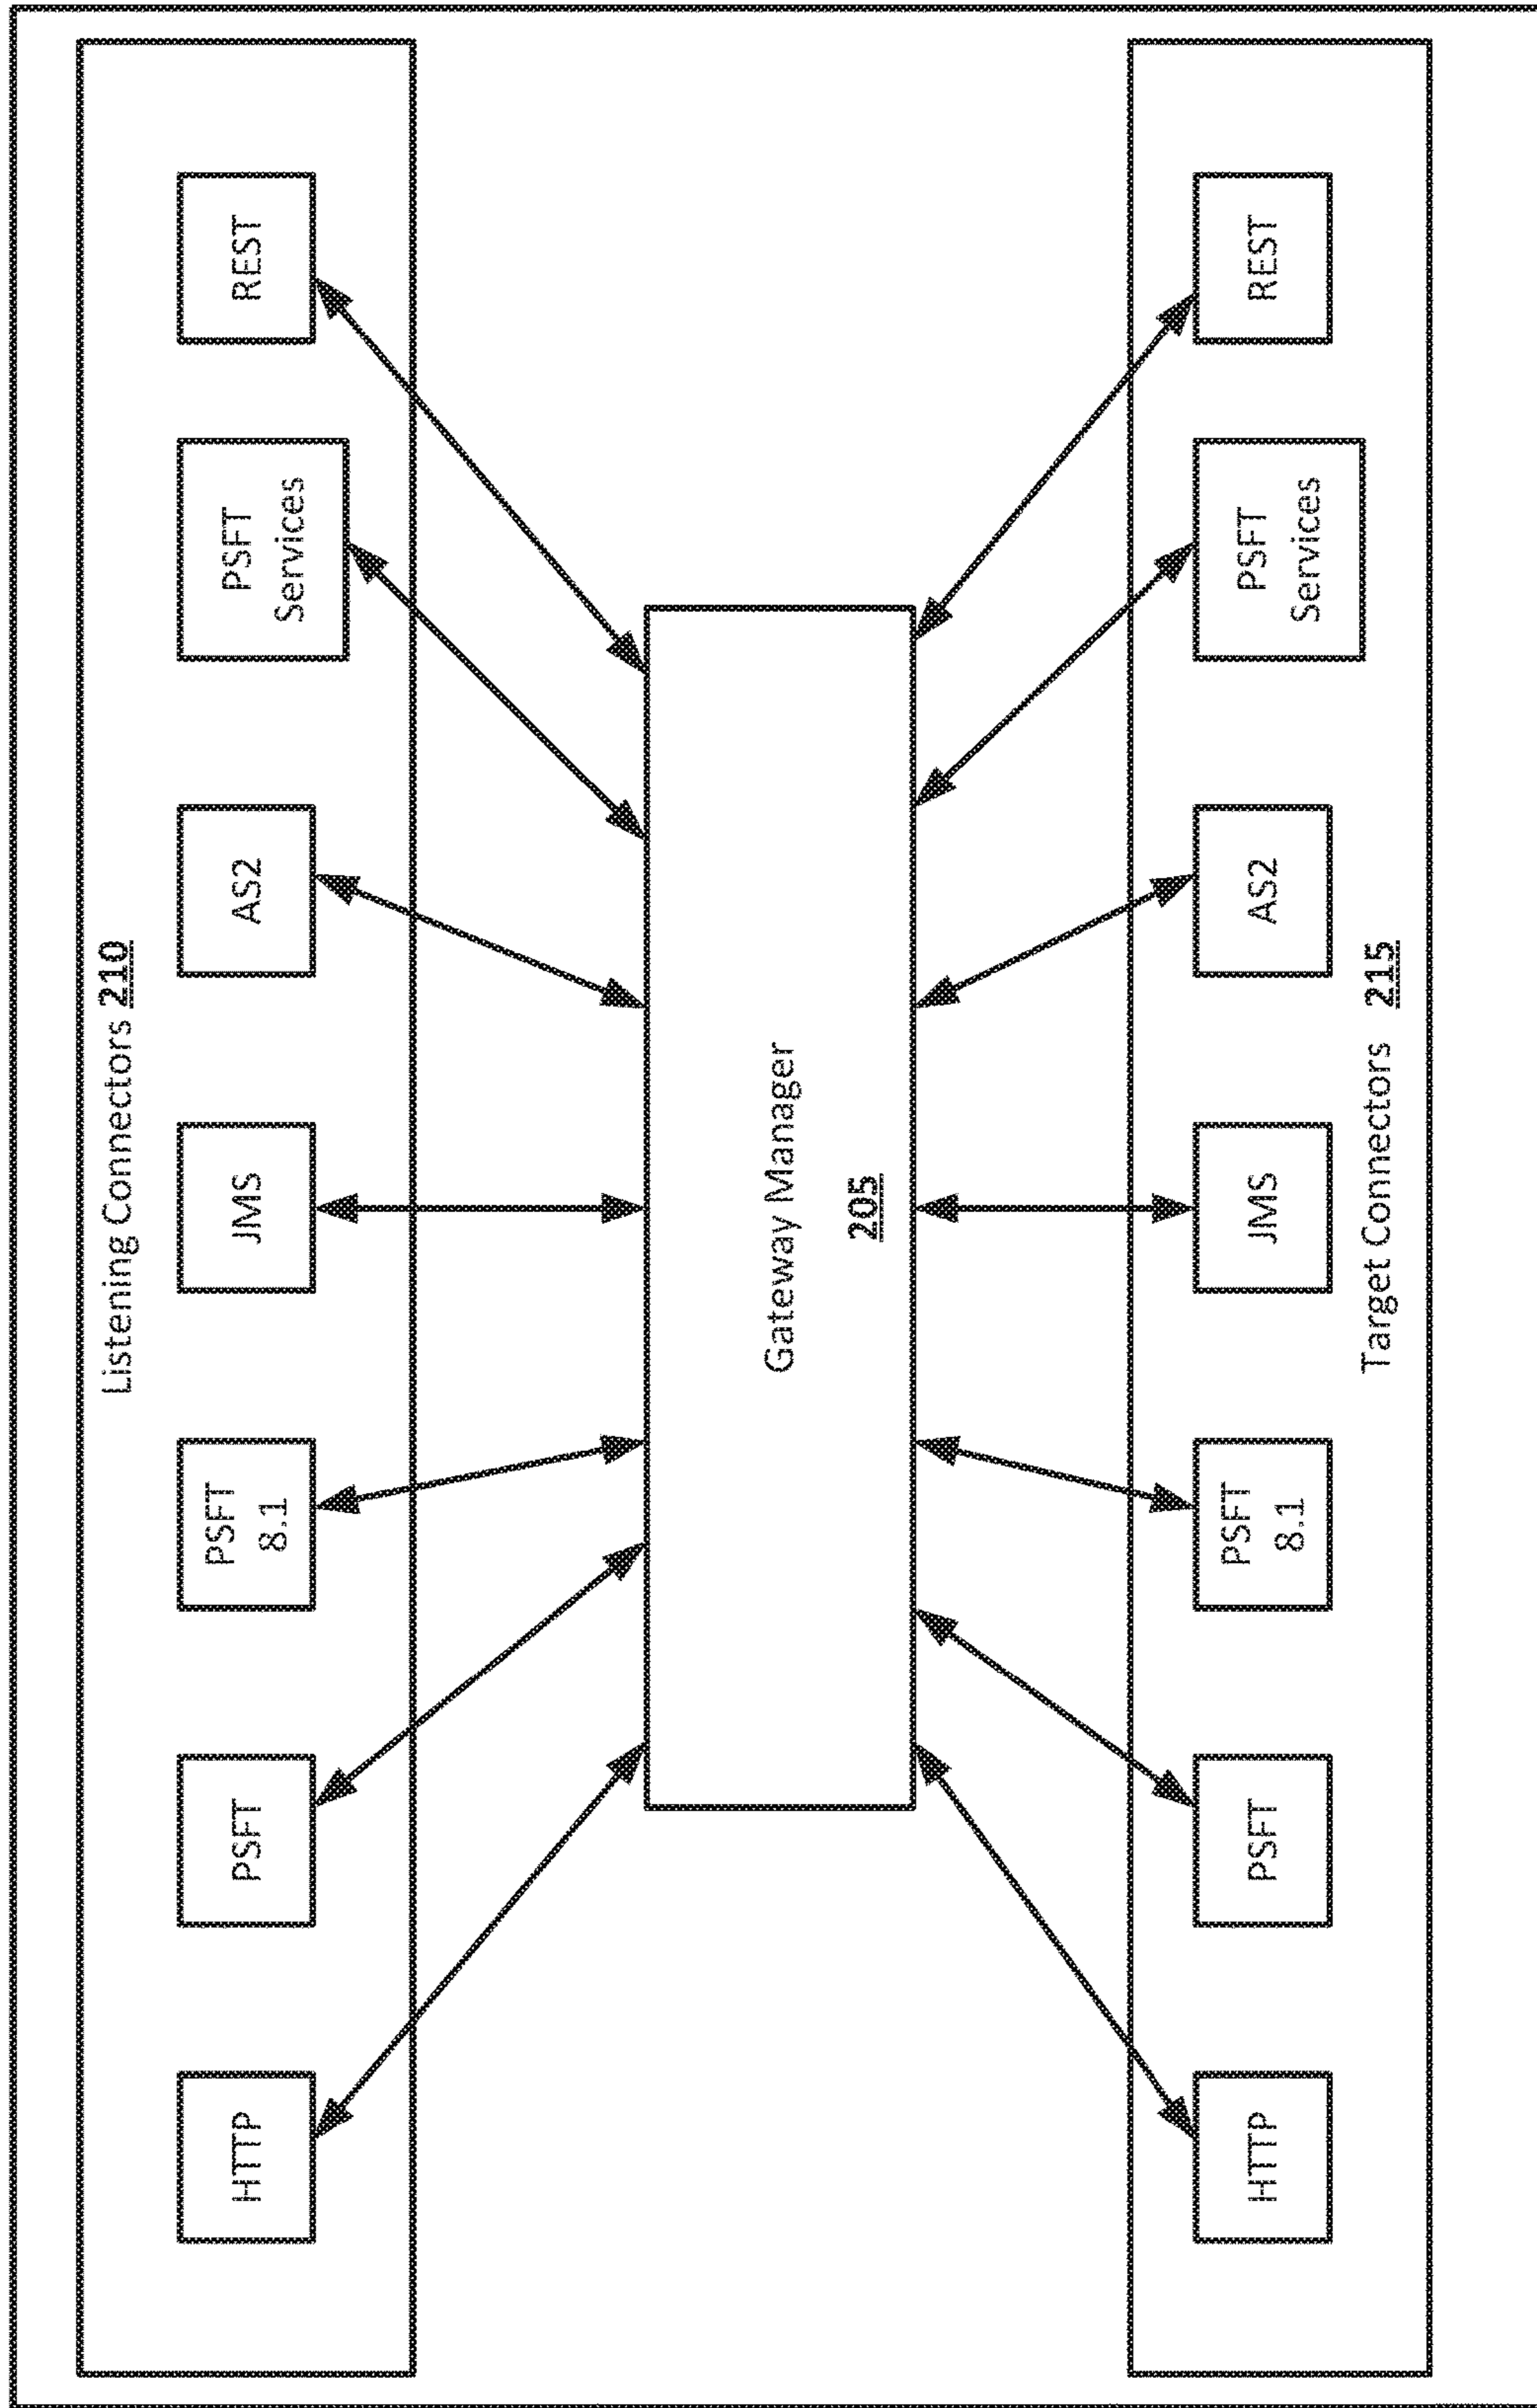 Listening Connectors 210
HTTP
PSFT
PSFT
8.1
JMS
AS2
PSFT
Services
REST
Gateway Manager
205
HTTP
PSFT
PSFT
8.1
JMS
AS2
PSFT
Services
REST
Target Connectors 215